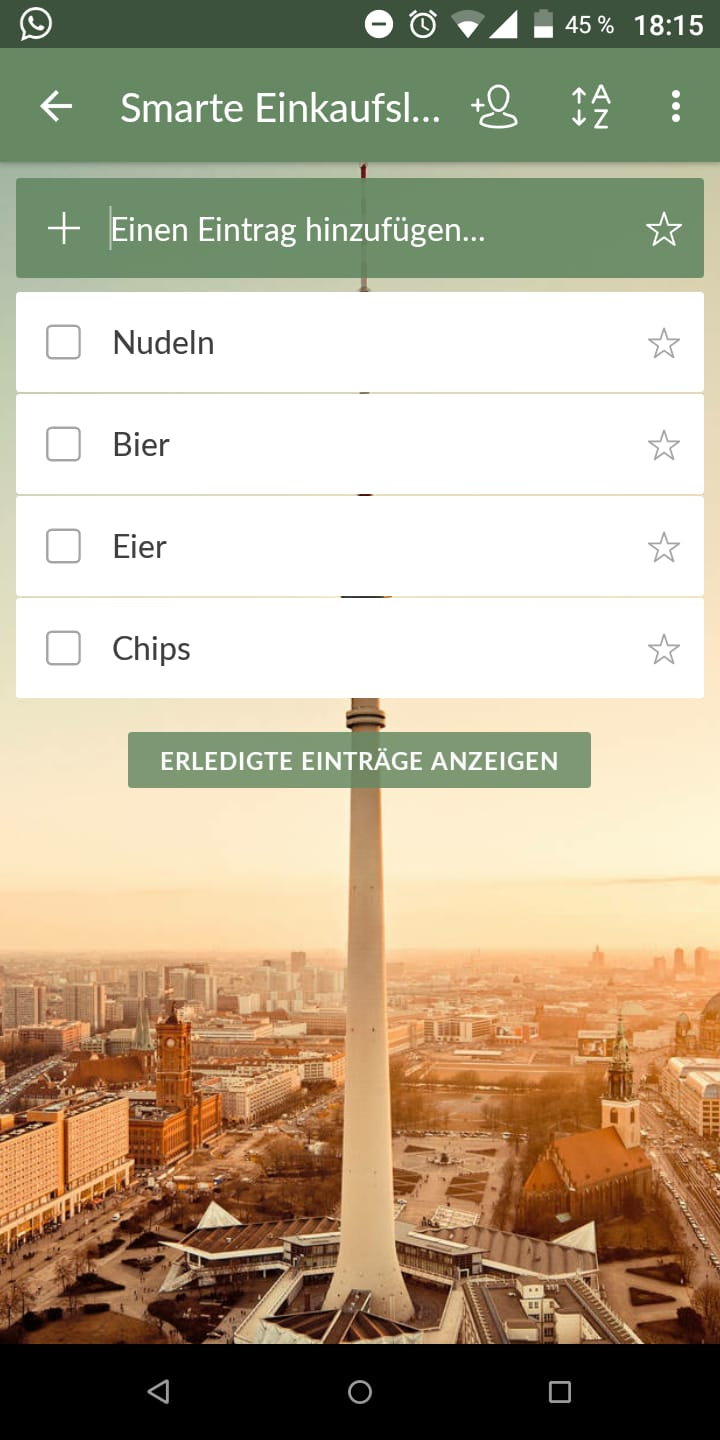 45 % 18:15
Smarte Einkaufsl...
A
Z
Einen Eintrag hinzufügen...
Nudeln
Bier
Eier
Chips
ERLEDIGTE EINTRÄGE ANZEIGEN